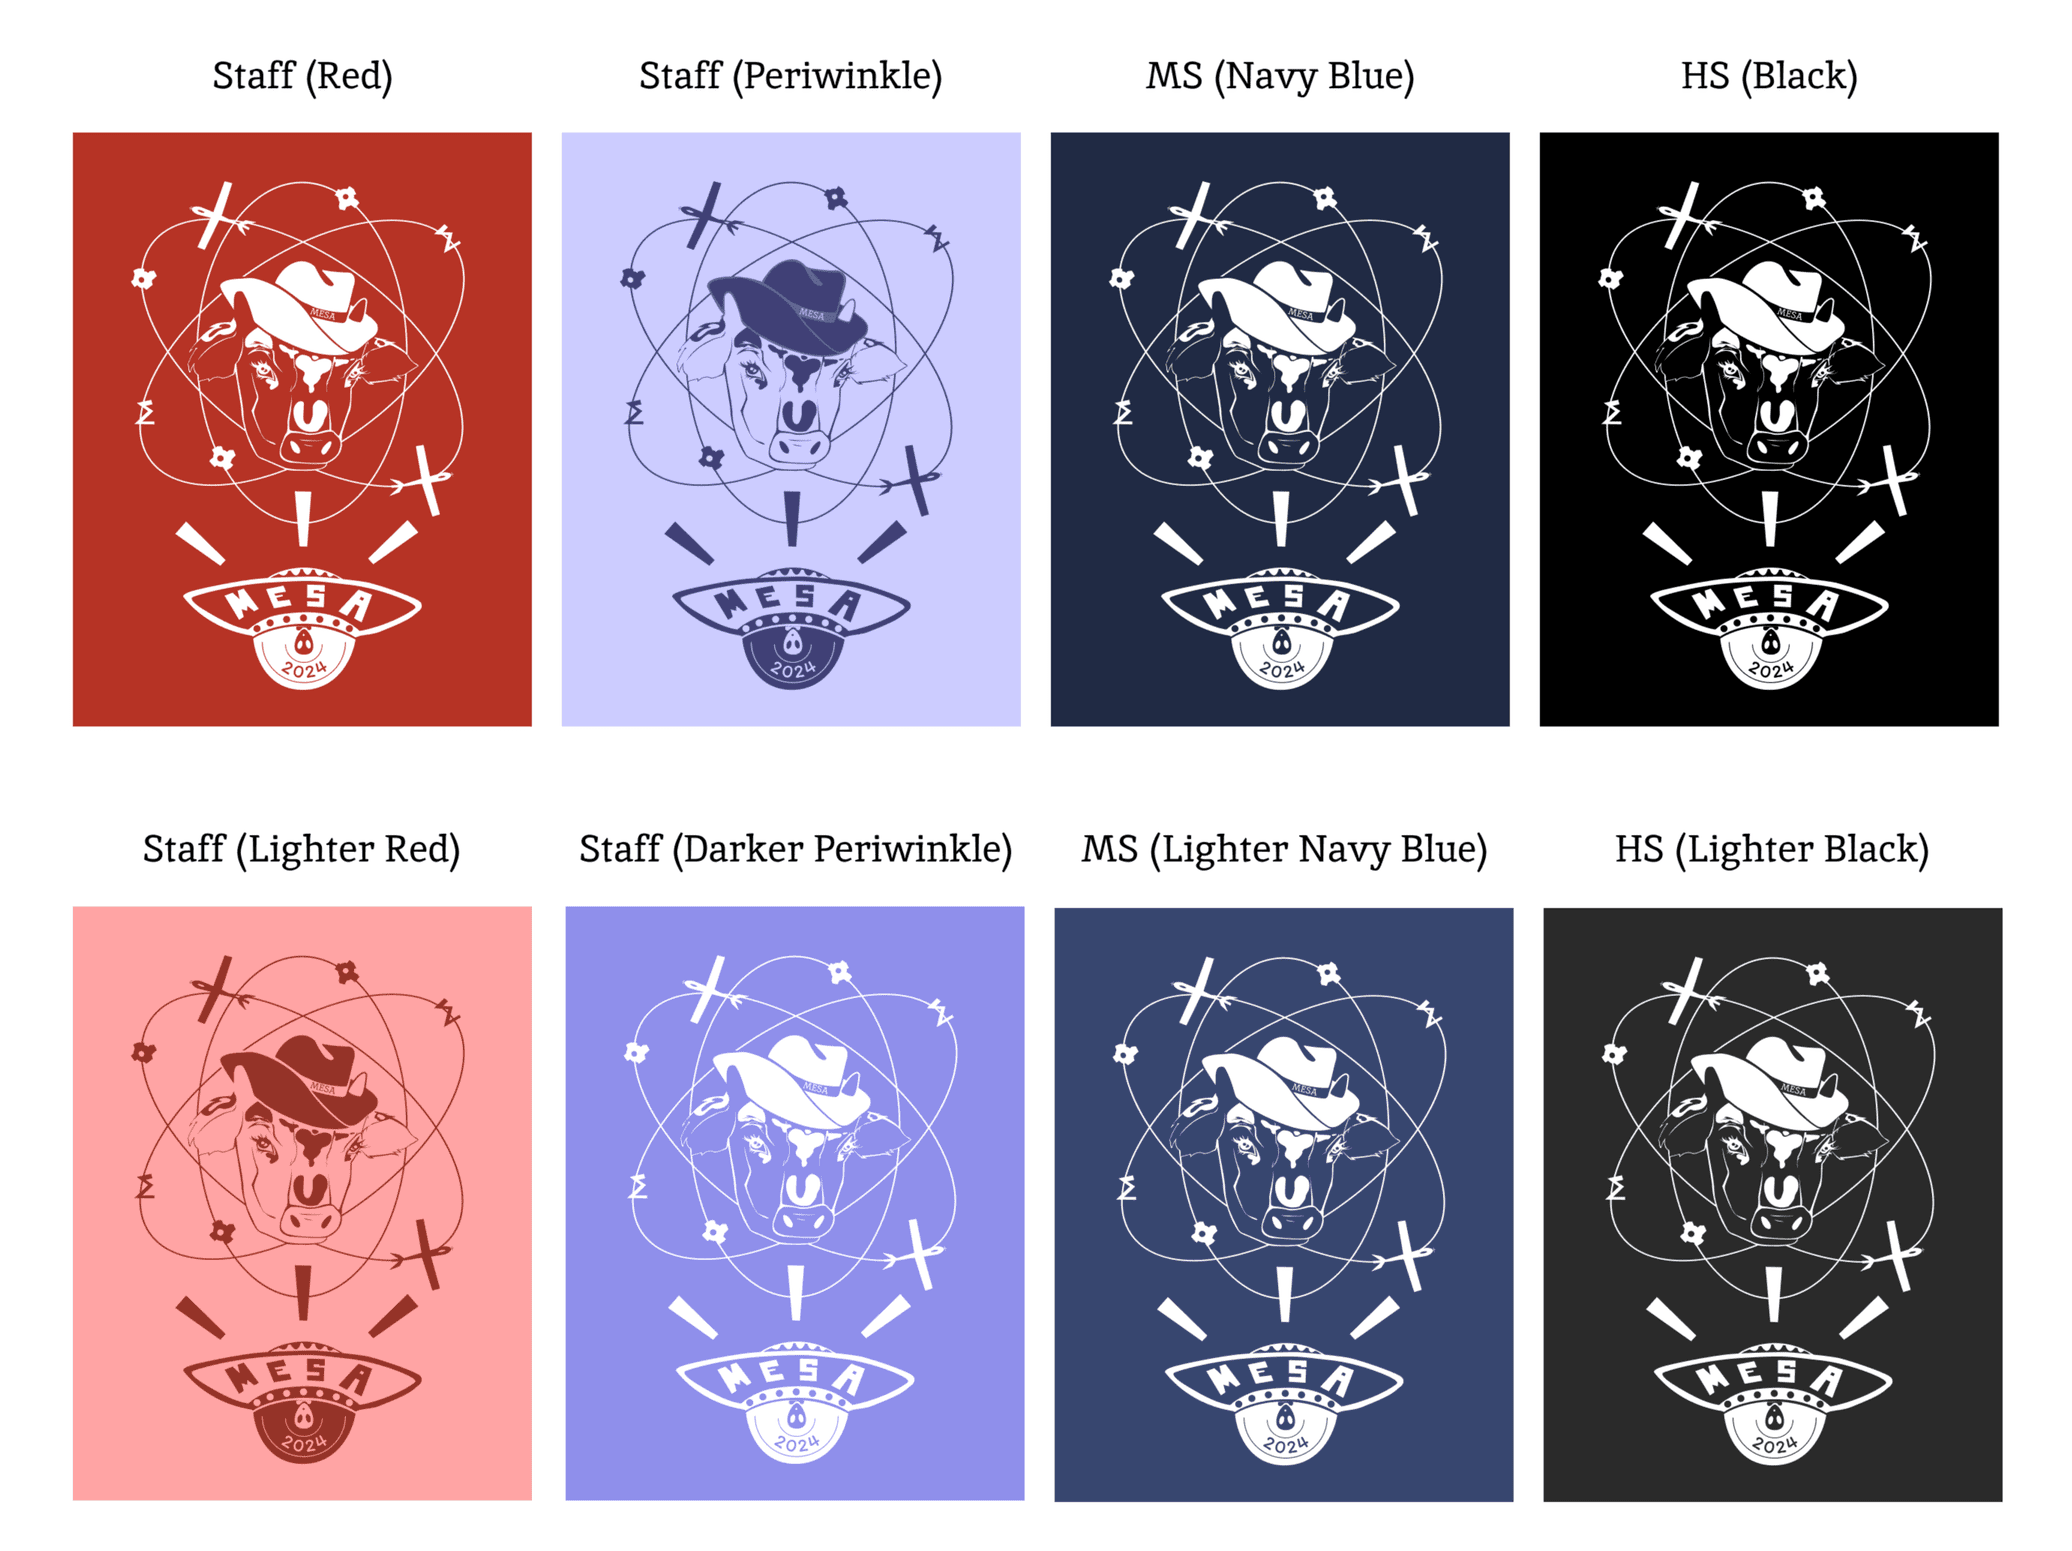 Staff (Red)
Staff (Periwinkle)
MS (Navy Blue)
HS (Black)
Σ
Σ
MESA
MESA
2024
Σ
Σ
MESA
MESA
2024
Σ
Σ
MESA
MESA
2024
Σ
Σ
MESA
MESA
2024
Staff (Lighter Red)
Staff (Darker Periwinkle)
MS (Lighter Navy Blue)
HS (Lighter Black)
Σ
Σ
MESA
MESA
2024
Σ
Σ
MESA
MESA
2024
Σ
Σ
MESA
MESA
2024
Σ
Σ
MESA
MESA
2024